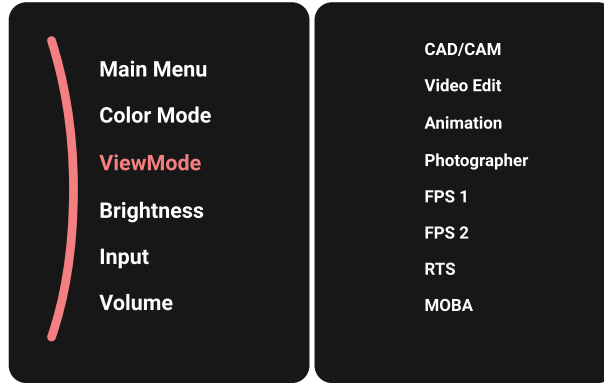 Main Menu
Color Mode
ViewMode
Brightness
Input
Volume
CAD/CAM
Video Edit
Animation
Photographer
FPS 1
FPS 2
RTS
MOBA